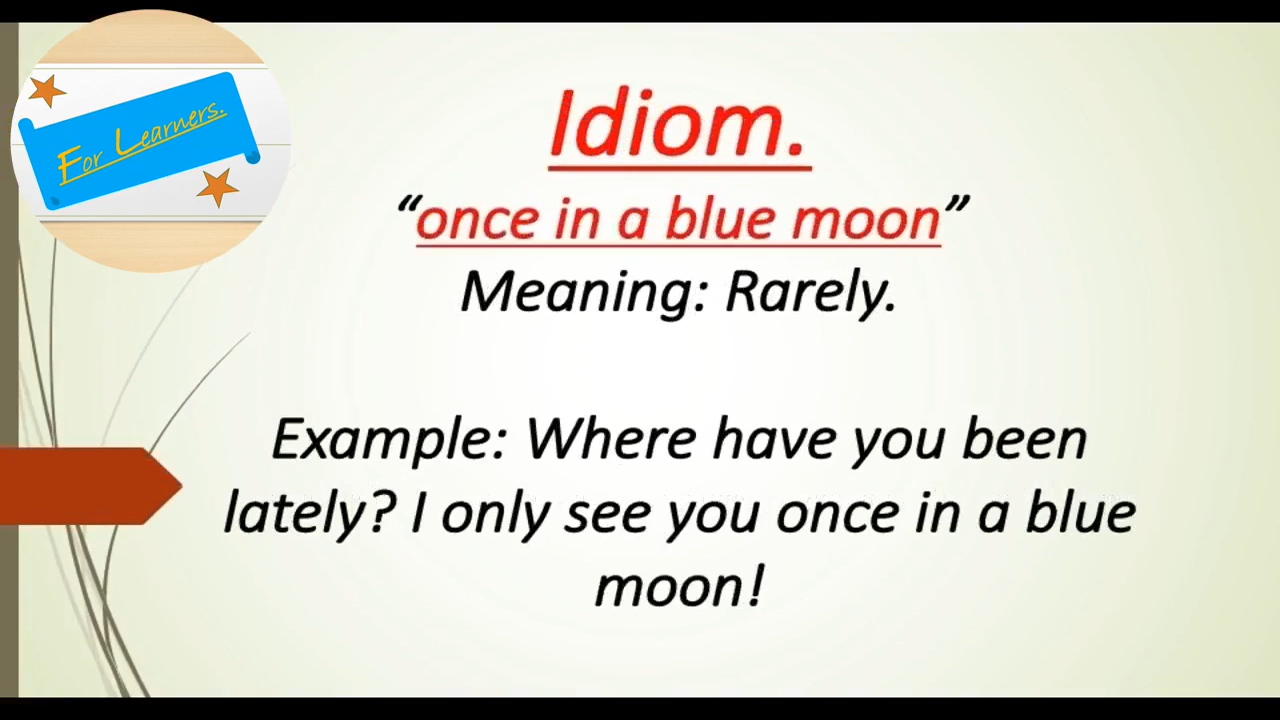 For Learners.
Idiom.
“once in a blue moon”
Meaning: Rarely.
Example: Where have you been
lately? I only see you once in a blue
moon!